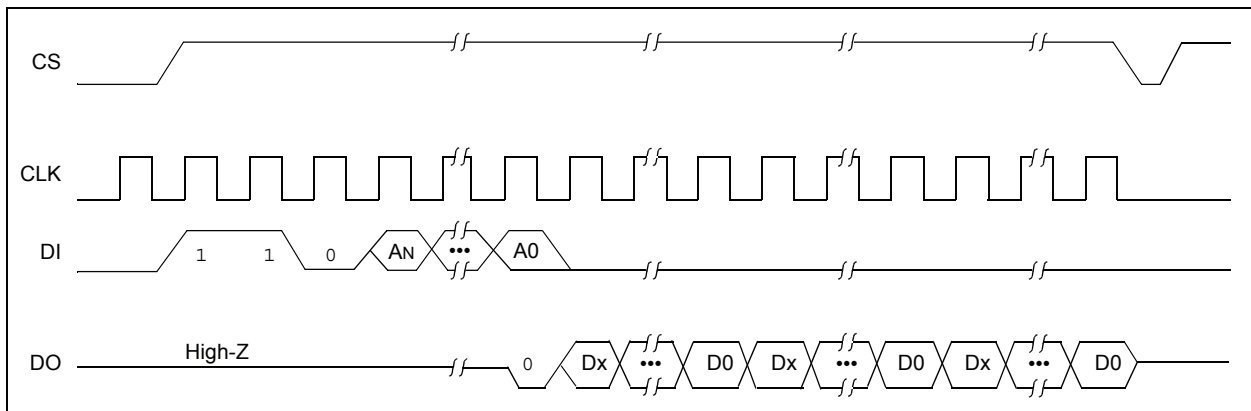 CS
CLK
DI 1 1 0 AN ••• A0
High-Z
DO 0 Dx ••• D0 Dx ••• D0 Dx ••• D0